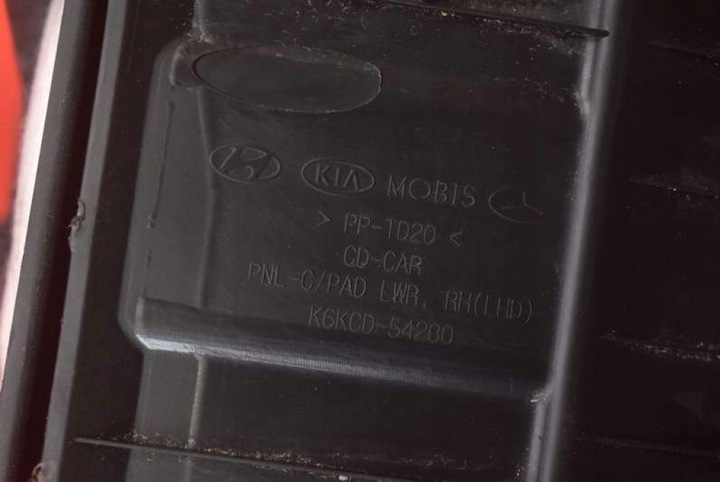 KIA MOBIS
> PP-TD20 <
CD-CAR
PNL-C/PAD LWR, RH(LHD)
K6KCD-54200